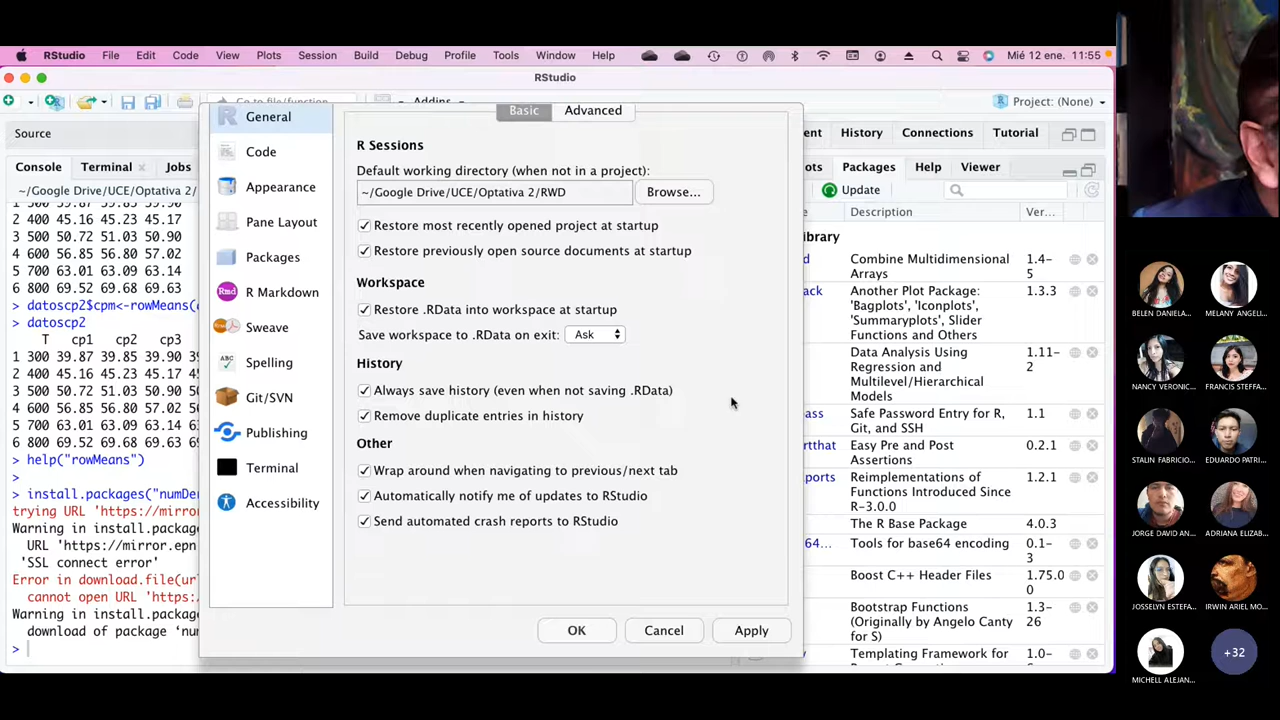 RStudio File Edit Code View Plots Session Build Debug Profile Tools Window Help Mié 12 ene. 11:55
RStudio
Go to file/function
Addins
Project: (None)
Source
Console Terminal Jobs
~/Google Drive/UCE/Optativa 2/
2 400 45.16 45.23 45.17
3 500 50.72 51.03 50.90
4 600 56.85 56.80 57.02
5 700 63.01 63.09 63.14
6 800 69.52 69.68 69.63
> datoscp2$cpm<-rowMeans(
> datoscp2
T cp1 cp2 cp3
1 300 39.87 39.85 39.90
2 400 45.16 45.23 45.17
3 500 50.72 51.03 50.90
4 600 56.85 56.80 57.02
5 700 63.01 63.09 63.14
6 800 69.52 69.68 69.63
> help("rowMeans")
>
> install.packages("numDe
trying URL 'https://mirro
Warning in install.package
URL 'https://mirror.epn
'SSL connect error'
Error in download.file(ur
cannot open URL 'https:
Warning in install.package
download of package ‘nu
>
General
Code
Appearance
Pane Layout
Packages
Rmd R Markdown
Sweave
ABC Spelling
Git/SVN
Publishing
Terminal
Accessibility
Basic Advanced
R Sessions
Default working directory (when not in a project):
~/Google Drive/UCE/Optativa 2/RWD Browse...
Restore most recently opened project at startup
Restore previously open source documents at startup
Workspace
Restore .RData into workspace at startup
Save workspace to .RData on exit: Ask
History
Always save history (even when not saving .RData)
Remove duplicate entries in history
Other
Wrap around when navigating to previous/next tab
Automatically notify me of updates to RStudio
Send automated crash reports to RStudio
OK Cancel Apply
ent History Connections Tutorial
ots Packages Help Viewer
Update
Description Ver...
ibrary
Combine Multidimensional Arrays 1.4-5
Another Plot Package: 'Bagplots', 'Iconplots', 'Summaryplots', Slider Functions and Others 1.3.3
Data Analysis Using Regression and Multilevel/Hierarchical Models 1.11-2
Safe Password Entry for R, Git, and SSH 1.1
Easy Pre and Post Assertions 0.2.1
Reimplementations of Functions Introduced Since R-3.0.0 1.2.1
The R Base Package 4.0.3
Tools for base64 encoding 0.1-3
Boost C++ Header Files 1.75.0 0
Bootstrap Functions (Originally by Angelo Canty for S) 1.3-26
Templating Framework for 1.0-
BELEN DANIELA... MELANY ANGELI...
NANCY VERONIC... FRANCIS STEFFA...
STALIN FABRICIO... EDUARDO PATRI...
JORGE DAVID AN... ADRIANA ELIZAB...
JOSSELYN ESTEFA... IRWIN ARIEL MO...
MICHELL ALEJAN...
+32